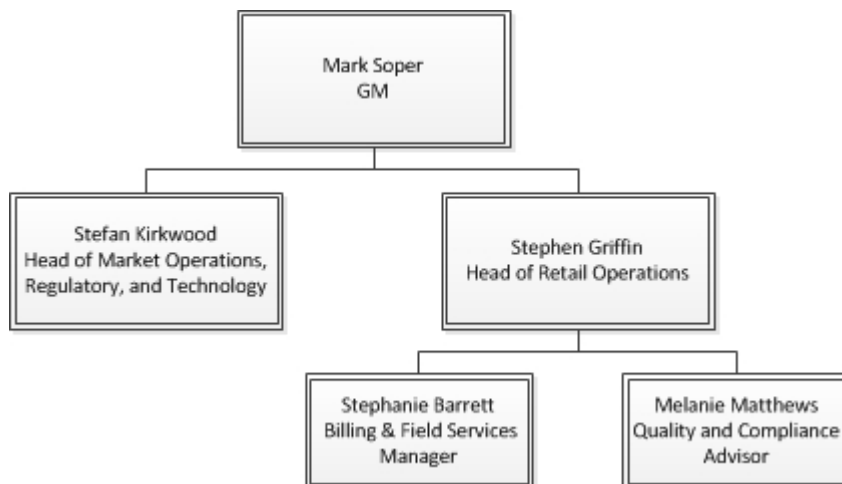 Mark Soper
GM
Stefan Kirkwood
Head of Market Operations,
Regulatory, and Technology
Stephen Griffin
Head of Retail Operations
Stephanie Barrett
Billing & Field Services
Manager
Melanie Matthews
Quality and Compliance
Advisor